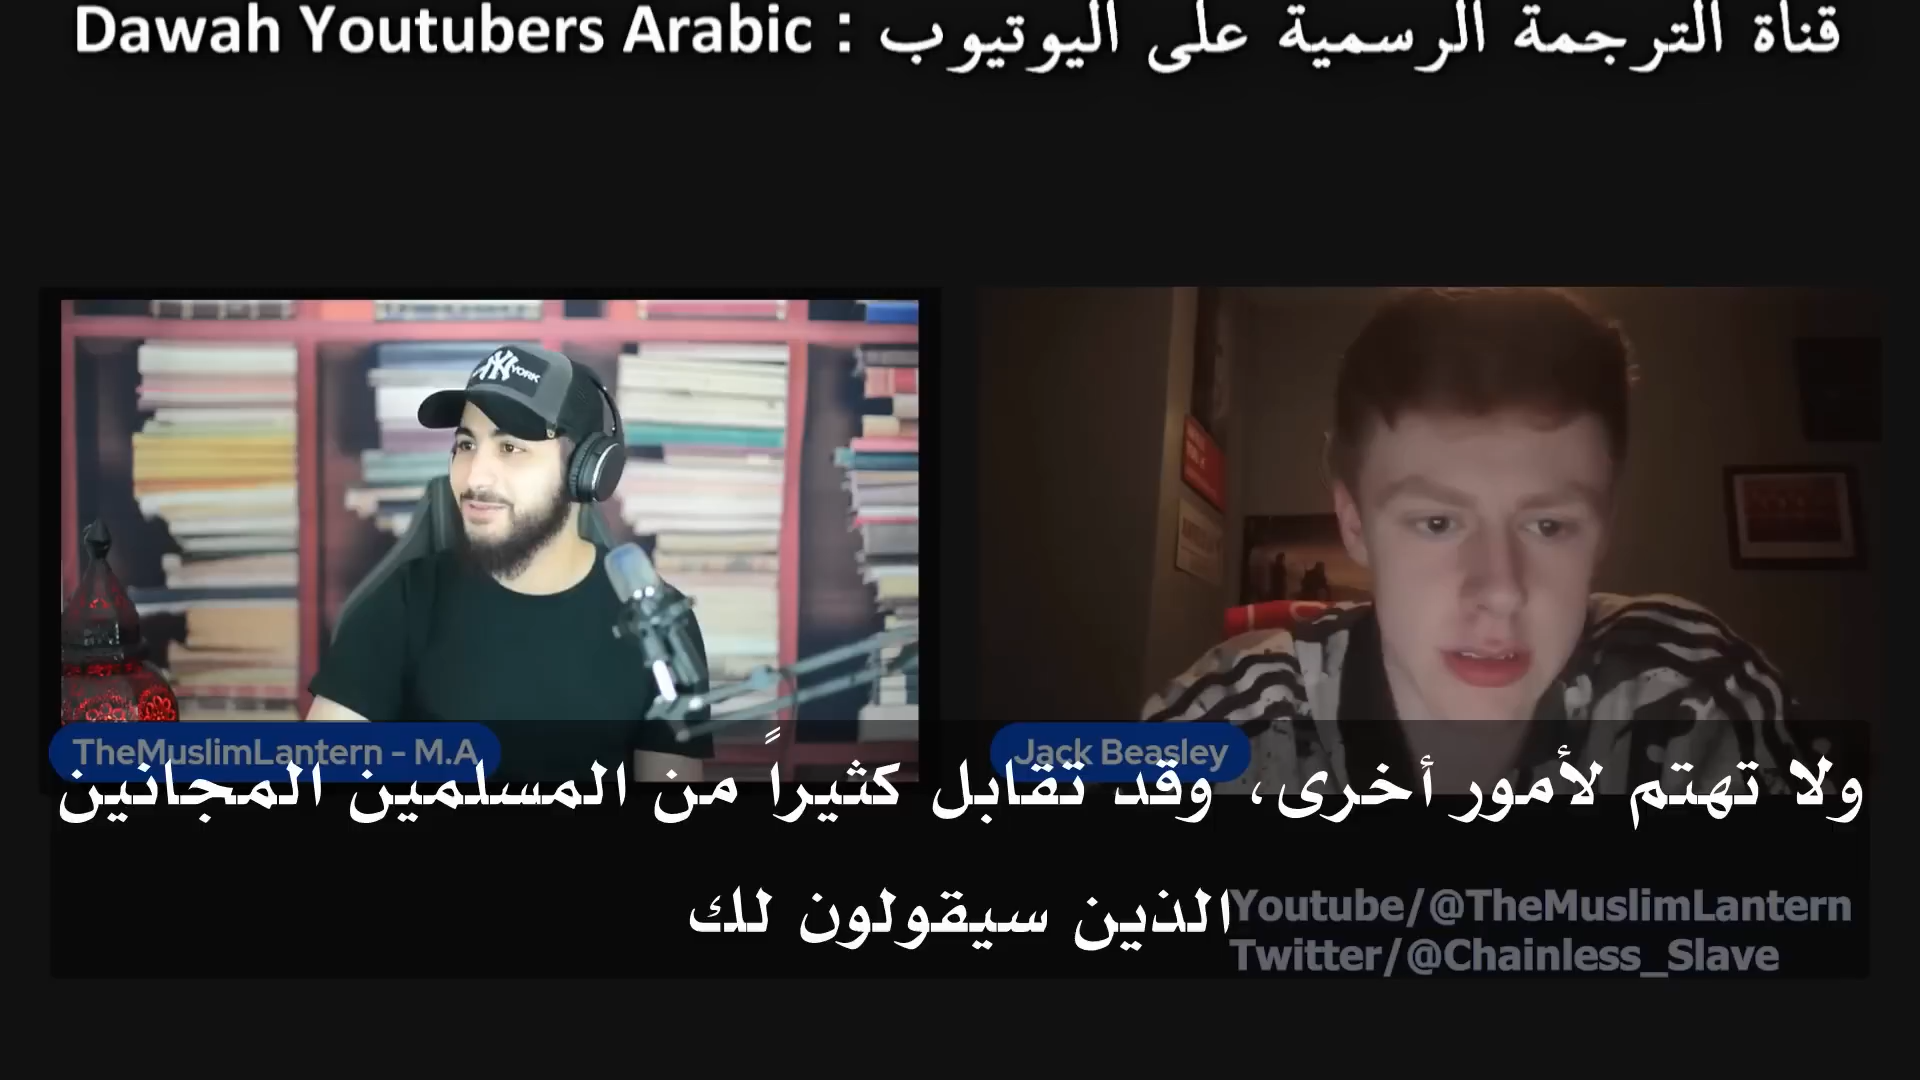 Dawah Youtubers Arabic : قناة الترجمة الرسمية على اليوتيوب
YORK
TheMuslimLantern - M.A
Jack Beasley
ولا تهتم لأمور أخرى، وقد تقابل كثيراً من المسلمين المجانين
الذين سيقولون لك
Youtube/@TheMuslimLantern
Twitter/@Chainless_Slave